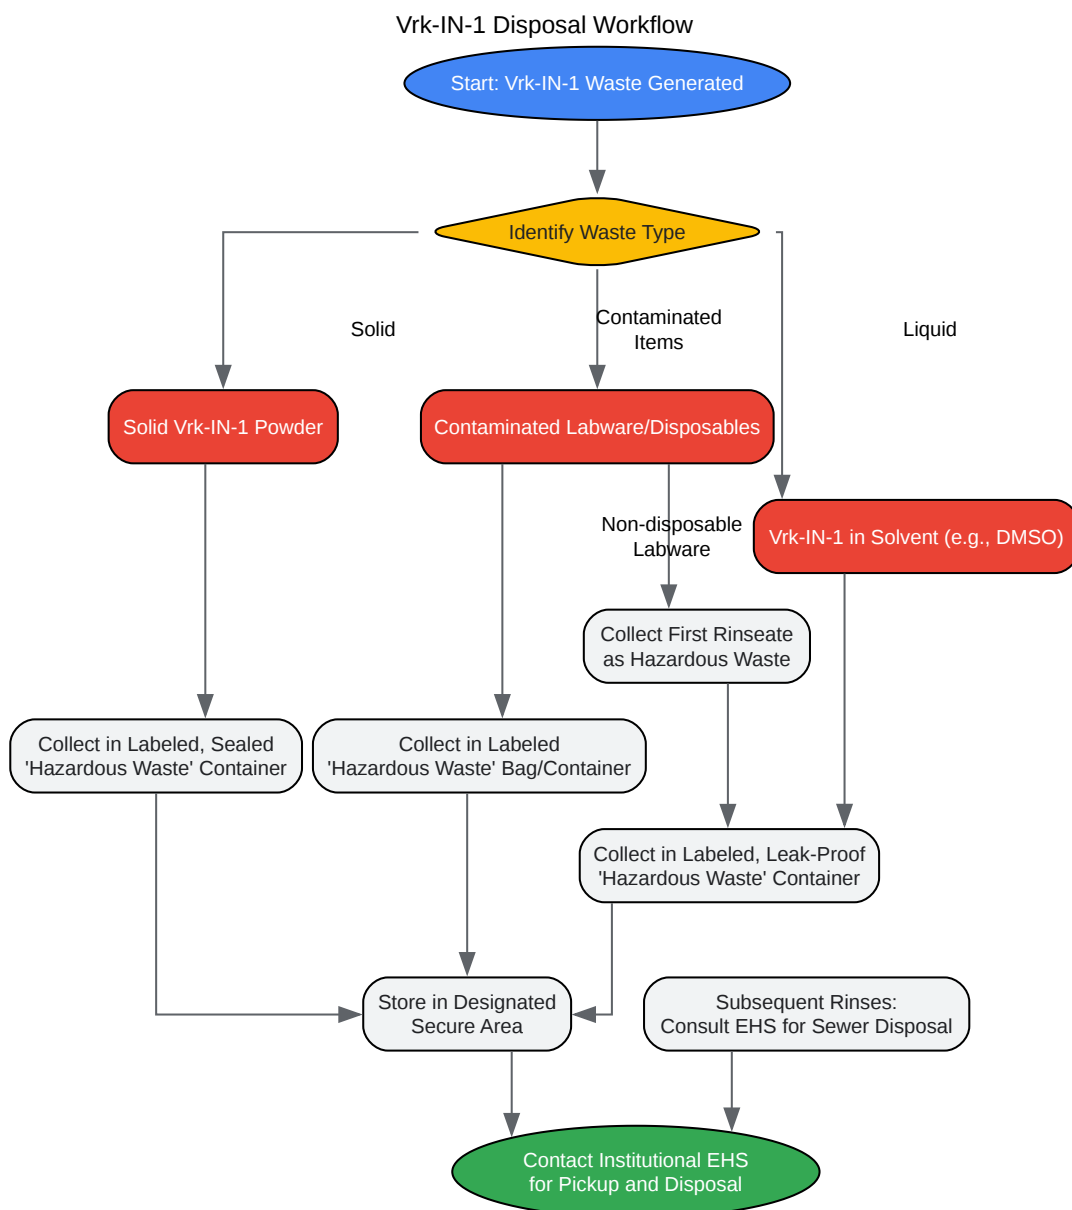 Vrk-IN-1 Disposal Workflow
Start: Vrk-IN-1 Waste Generated
Identify Waste Type
Solid
Contaminated
Items
Liquid
Solid Vrk-IN-1 Powder
Contaminated Labware/Disposables
Non-disposable
Labware
Vrk-IN-1 in Solvent (e.g., DMSO)
Collect First Rinseate
as Hazardous Waste
Collect in Labeled, Sealed
'Hazardous Waste' Container
Collect in Labeled
'Hazardous Waste' Bag/Container
Collect in Labeled, Leak-Proof
'Hazardous Waste' Container
Store in Designated
Secure Area
Subsequent Rinses:
Consult EHS for Sewer Disposal
Contact Institutional EHS
for Pickup and Disposal